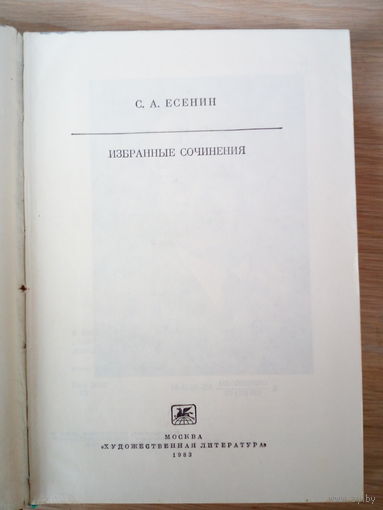 С. А. ЕСЕНИН
ИЗБРАННЫЕ СОЧИНЕНИЯ
МОСКВА
«ХУДОЖЕСТВЕННАЯ ЛИТЕРАТУРА»
1983